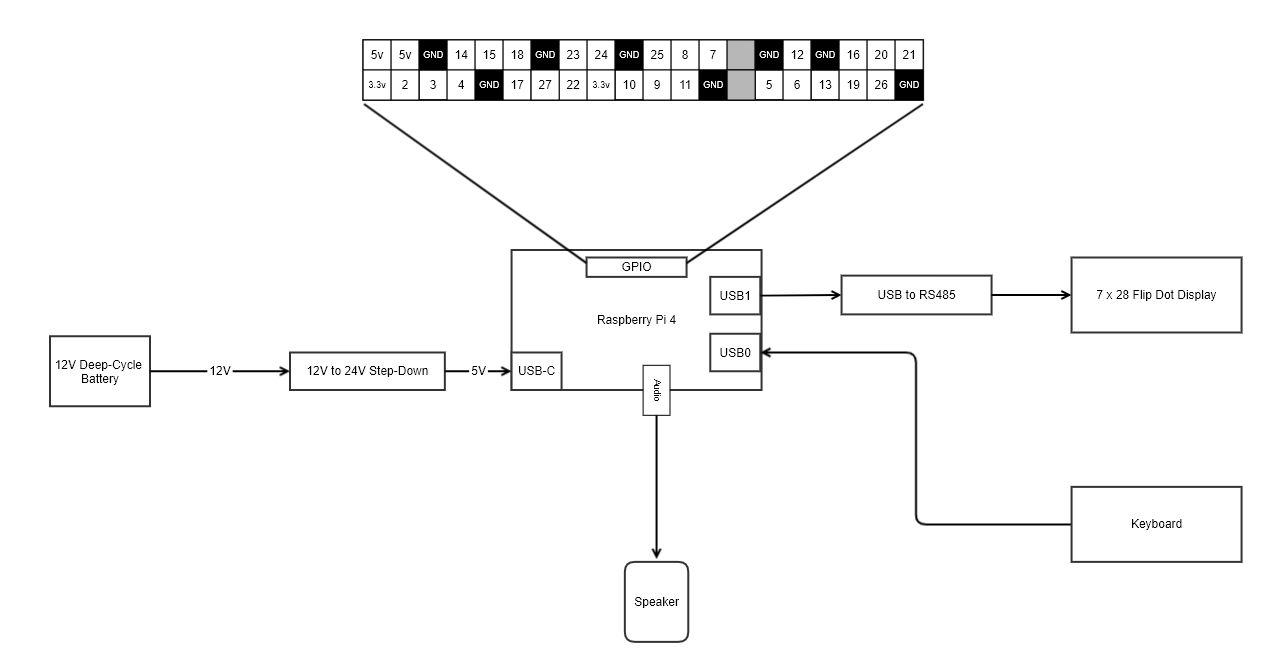 5v 5v GND 14 15 18 GND 23 24 GND 25 8 7 GND 12 GND 16 20 21
3.3v 2 3 4 GND 17 27 22 3.3v 10 9 11 GND 5 6 13 19 26 GND
GPIO
USB1
USB to RS485
7 x 28 Flip Dot Display
Raspberry Pi 4
USB0
12V Deep-Cycle
Battery
12V
12V to 24V Step-Down
5V
USB-C
Audio
Keyboard
Speaker